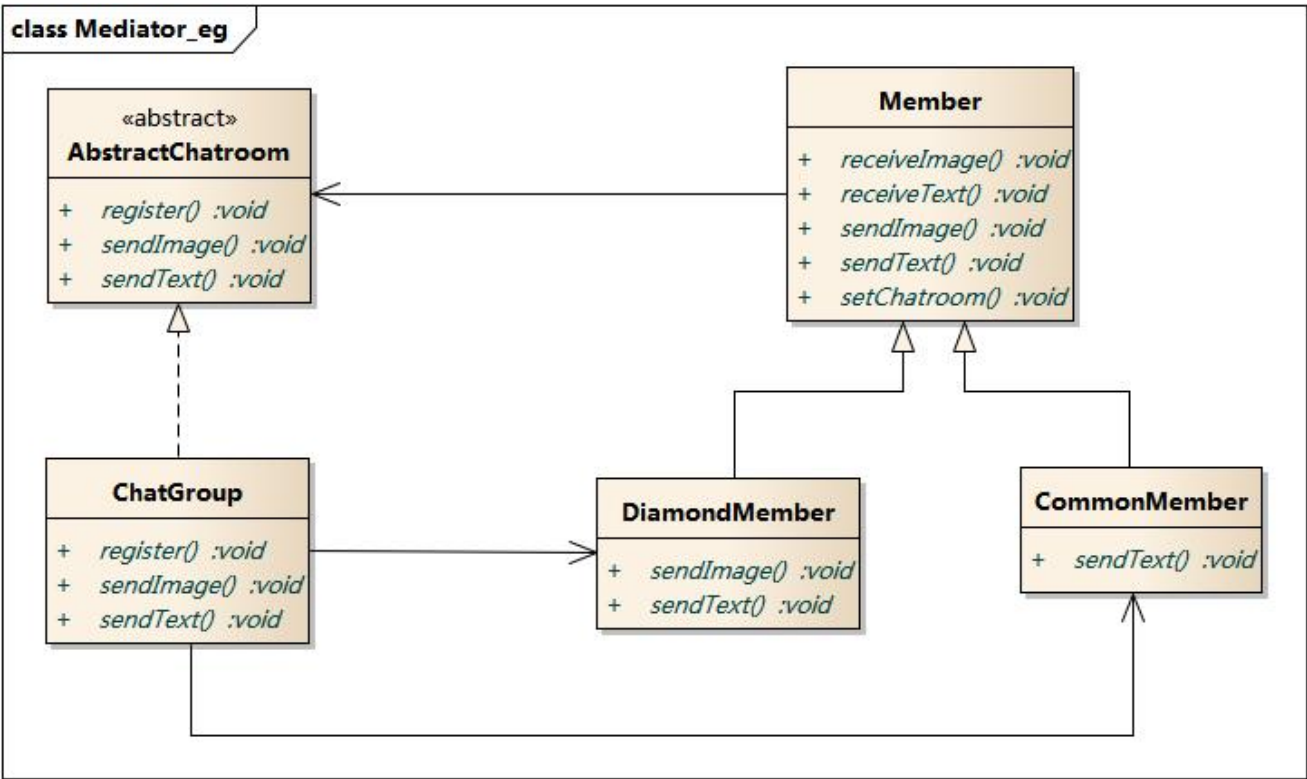 class Mediator_eg
«abstract»
AbstractChatroom
+ register() :void
+ sendImage() :void
+ sendText() :void
Member
+ receiveImage() :void
+ receiveText() :void
+ sendImage() :void
+ sendText() :void
+ setChatroom() :void
ChatGroup
+ register() :void
+ sendImage() :void
+ sendText() :void
DiamondMember
+ sendImage() :void
+ sendText() :void
CommonMember
+ sendText() :void